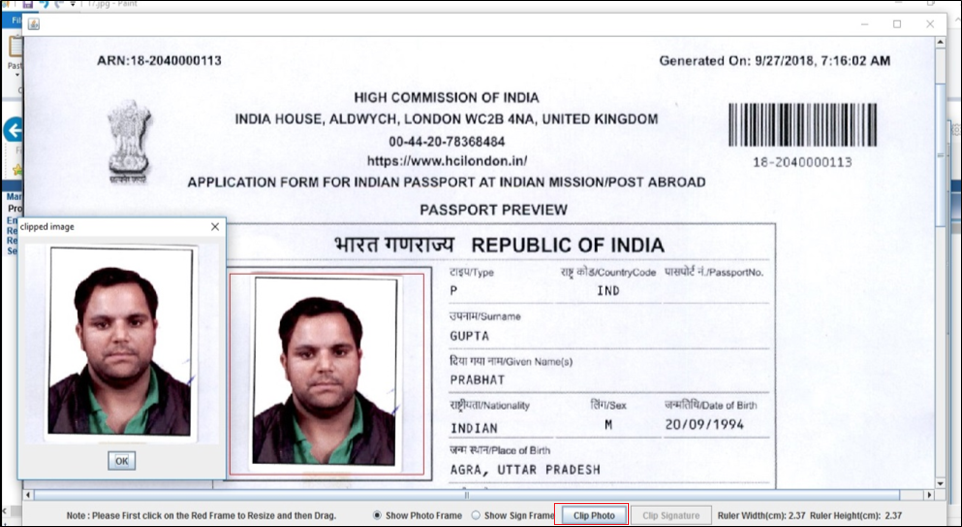 17.jpg - Paint
ARN:18-2040000113
Generated On: 9/27/2018, 7:16:02 AM
HIGH COMMISSION OF INDIA
INDIA HOUSE, ALDWYCH, LONDON WC2B 4NA, UNITED KINGDOM
00-44-20-78368484
https://www.hcilondon.in/
18-2040000113
APPLICATION FORM FOR INDIAN PASSPORT AT INDIAN MISSION/POST ABROAD
PASSPORT PREVIEW
भारत गणराज्य REPUBLIC OF INDIA
clipped image
टाइप/Type राष्ट्र कोड/CountryCode पासपोर्ट नं./PassportNo.
P IND
उपनाम/Surname
GUPTA
दिया गया नाम/Given Name(s)
PRABHAT
राष्ट्रीयता/Nationality लिंग/Sex जन्मतिथि/Date of Birth
INDIAN M 20/09/1994
जन्म स्थान/Place of Birth
AGRA, UTTAR PRADESH
OK
Note : Please First click on the Red Frame to Resize and then Drag. Show Photo Frame Show Sign Frame Clip Photo Clip Signature Ruler Width(cm): 2.37 Ruler Height(cm): 2.37